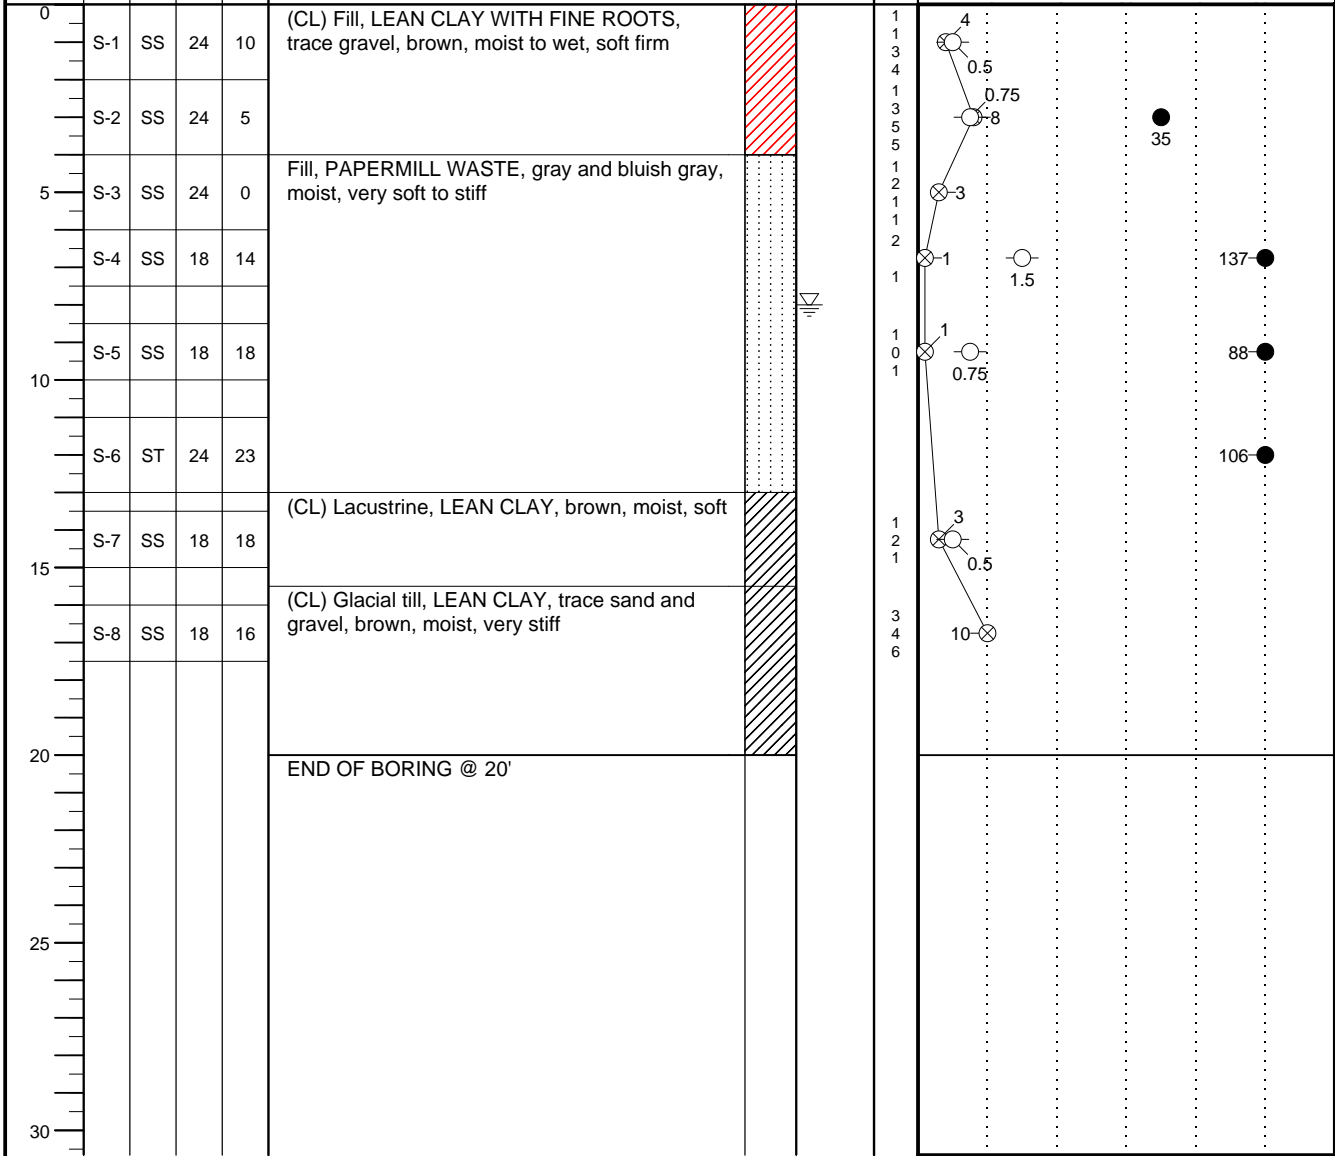 0
S-1 SS 24 10
(CL) Fill, LEAN CLAY WITH FINE ROOTS,
trace gravel, brown, moist to wet, soft firm
1
1
3
4
4
0.5
S-2 SS 24 5
1
3
5
5
0.75
8
35
Fill, PAPERMILL WASTE, gray and bluish gray,
moist, very soft to stiff
5
S-3 SS 24 0
1
2
1
1
3
S-4 SS 18 14
2
1
1
1.5
137
S-5 SS 18 18
1
0
1
1
0.75
88
10
S-6 ST 24 23
106
(CL) Lacustrine, LEAN CLAY, brown, moist, soft
S-7 SS 18 18
1
2
1
3
0.5
15
(CL) Glacial till, LEAN CLAY, trace sand and
gravel, brown, moist, very stiff
S-8 SS 18 16
3
4
6
10
20
END OF BORING @ 20'
25
30